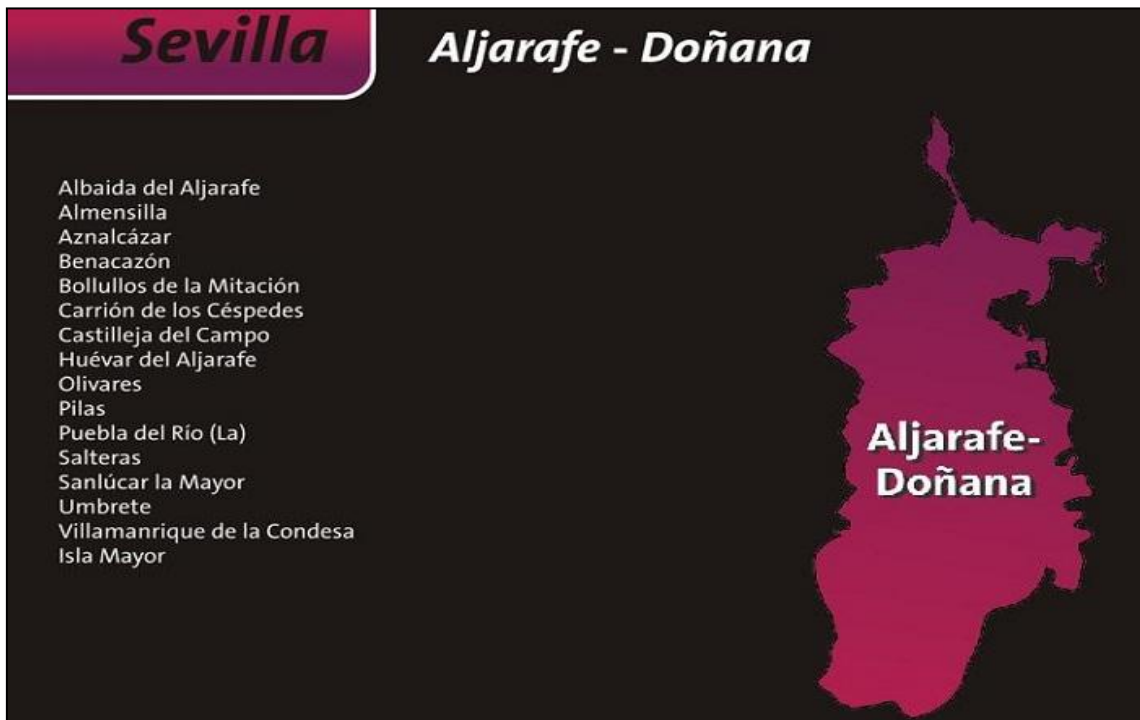 Sevilla
Aljarafe - Doñana
Albaida del Aljarafe
Almensilla
Aznalcázar
Benacazón
Bollullos de la Mitación
Carrión de los Céspedes
Castilleja del Campo
Huévar del Aljarafe
Olivares
Pilas
Puebla del Río (La)
Salteras
Sanlúcar la Mayor
Umbrete
Villamanrique de la Condesa
Isla Mayor
Aljarafe-
Doñana